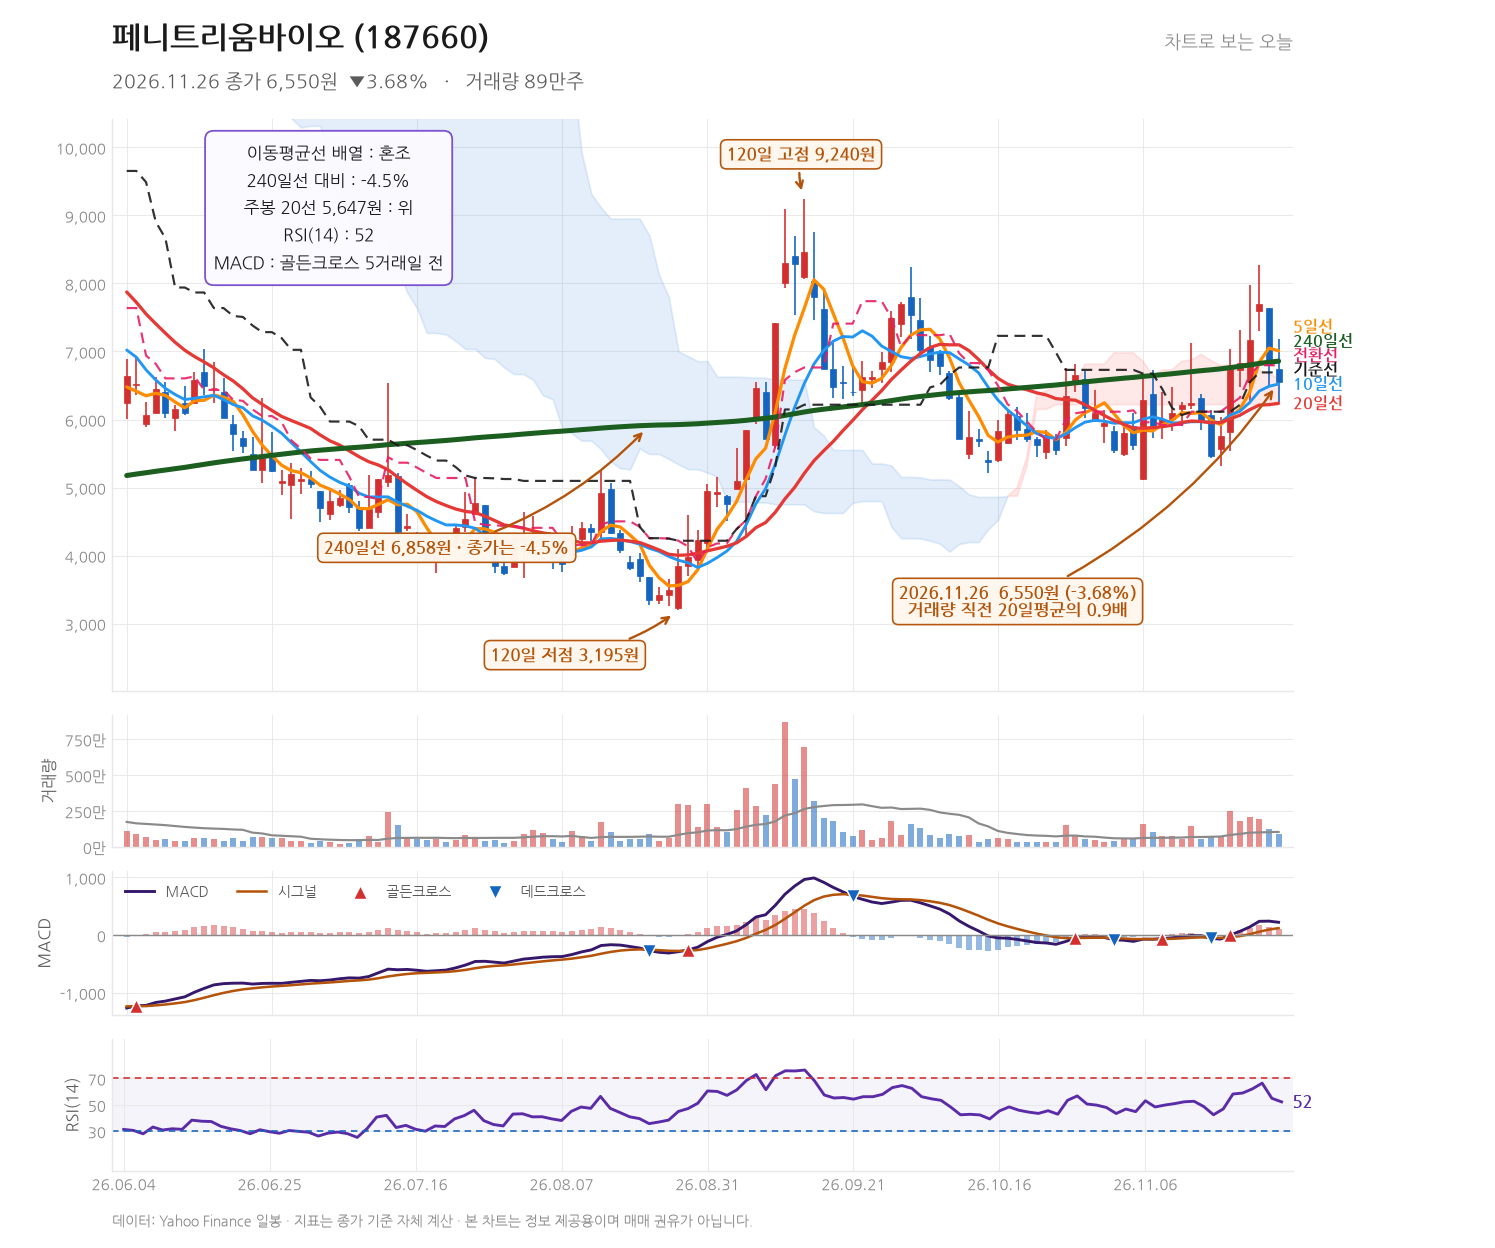 페니트리움바이오 (187660)
차트로 보는 오늘
2026.11.26 종가 6,550원 ▼3.68% · 거래량 89만주
이동평균선 배열 : 혼조
240일선 대비 : -4.5%
주봉 20선 5,647원 : 위
RSI(14) : 52
MACD : 골든크로스 5거래일 전
120일 고점 9,240원
10,000
9,000
8,000
7,000
6,000
5,000
4,000
3,000
5일선
240일선
전환선
기준선
10일선
20일선
240일선 6,858원 · 종가는 -4.5%
2026.11.26 6,550원 (-3.68%)
거래량 직전 20일평균의 0.9배
120일 저점 3,195원
거래량
750만
500만
250만
0만
MACD
1,000
0
-1,000
MACD
시그널
골든크로스
데드크로스
RSI(14)
70
50
30
52
26.06.04
26.06.25
26.07.16
26.08.07
26.08.31
26.09.21
26.10.16
26.11.06
데이터: Yahoo Finance 일봉 · 지표는 종가 기준 자체 계산 · 본 차트는 정보 제공용이며 매매 권유가 아닙니다.